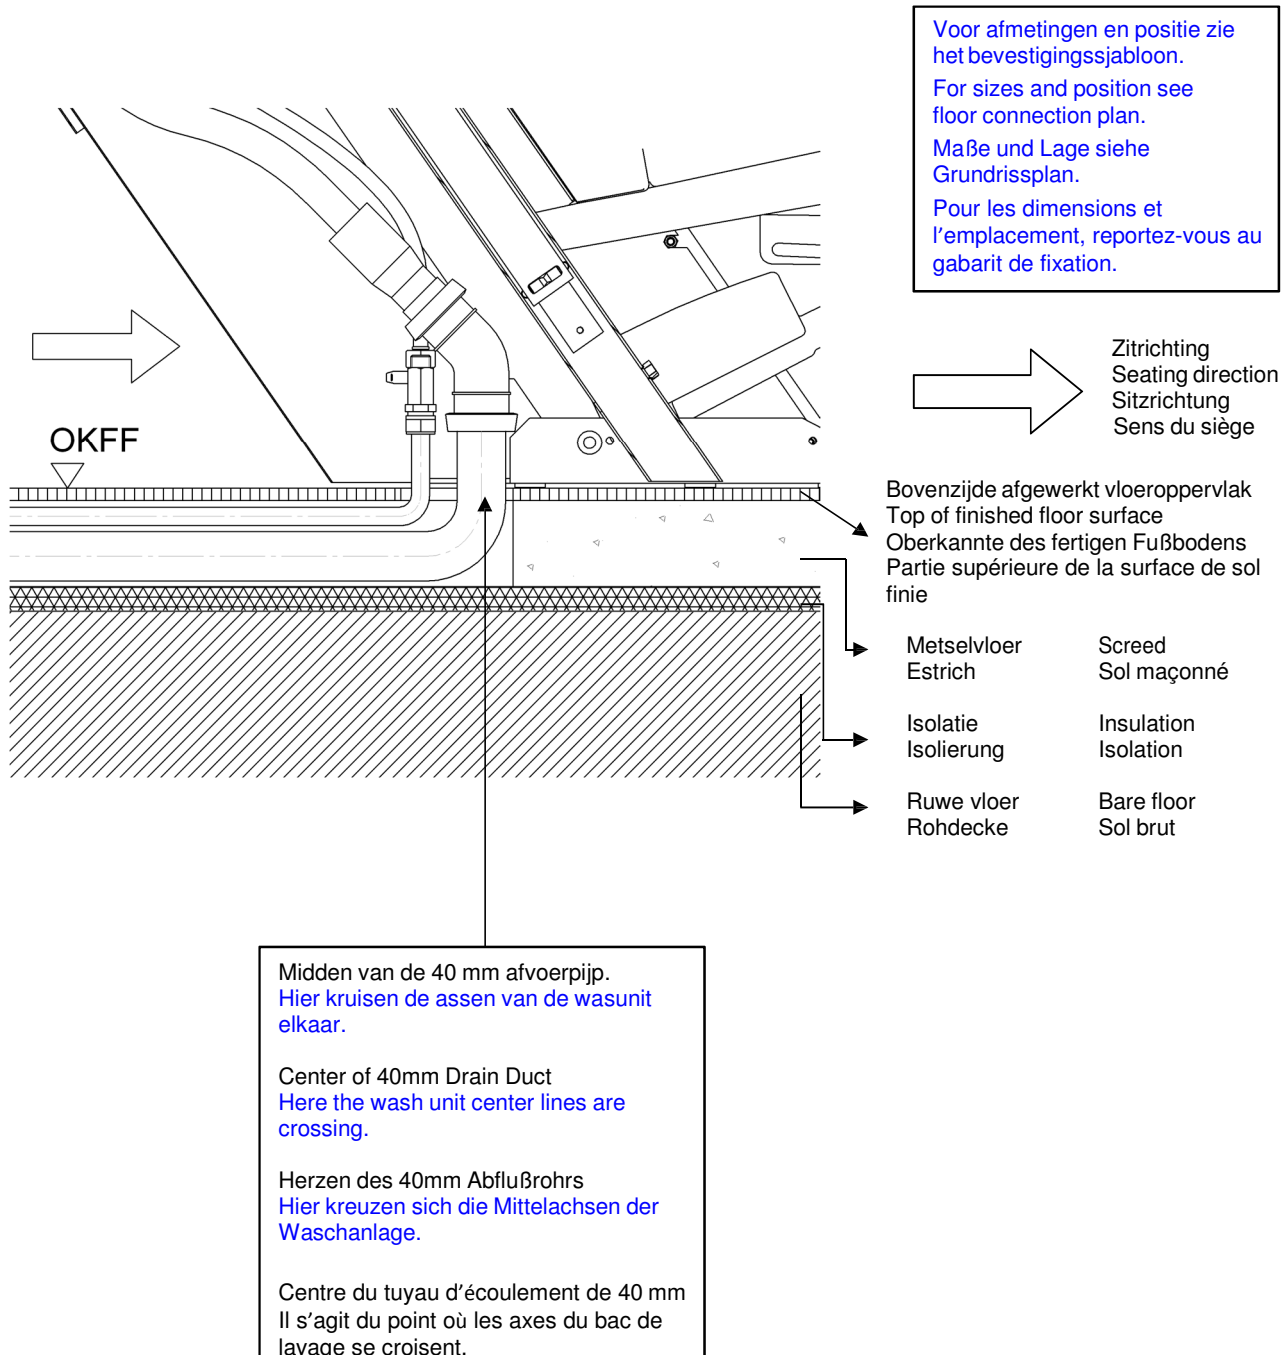 Voor afmetingen en positie zie
het bevestigingssjabloon.
For sizes and position see
floor connection plan.
Maße und Lage siehe
Grundrissplan.
Pour les dimensions et
l'emplacement, reportez-vous au
gabarit de fixation.
Zitrichting
Seating direction
Sitzrichtung
Sens du siège
OKFF
Bovenzijde afgewerkt vloeroppervlak
Top of finished floor surface
Oberkannte des fertigen Fußbodens
Partie supérieure de la surface de sol
finie
Metselvloer Screed
Estrich Sol maçonné
Isolatie Insulation
Isolierung Isolation
Ruwe vloer Bare floor
Rohdecke Sol brut
Midden van de 40 mm afvoerpijp.
Hier kruisen de assen van de wasunit
elkaar.
Center of 40mm Drain Duct
Here the wash unit center lines are
crossing.
Herzen des 40mm Abflußrohrs
Hier kreuzen sich die Mittelachsen der
Waschanlage.
Centre du tuyau d'écoulement de 40 mm
Il s'agit du point où les axes du bac de
lavage se croisent.